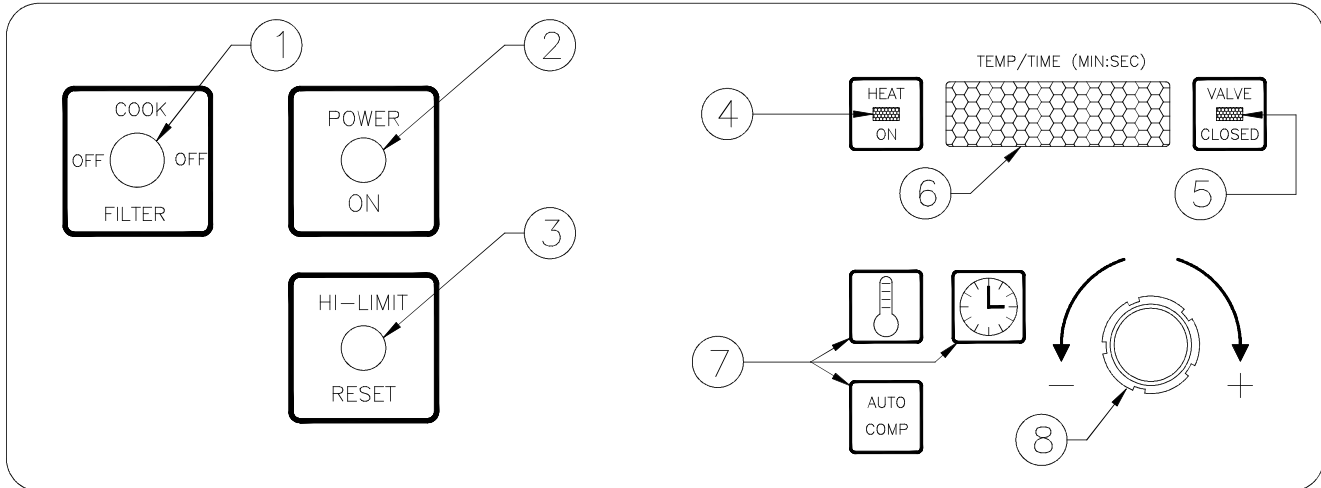 1
2
TEMP/TIME (MIN:SEC)
COOK
OFF OFF
FILTER
POWER
ON
4
HEAT
ON
VALVE
CLOSED
6
5
3
HI-LIMIT
RESET
7
AUTO
COMP
8
− +